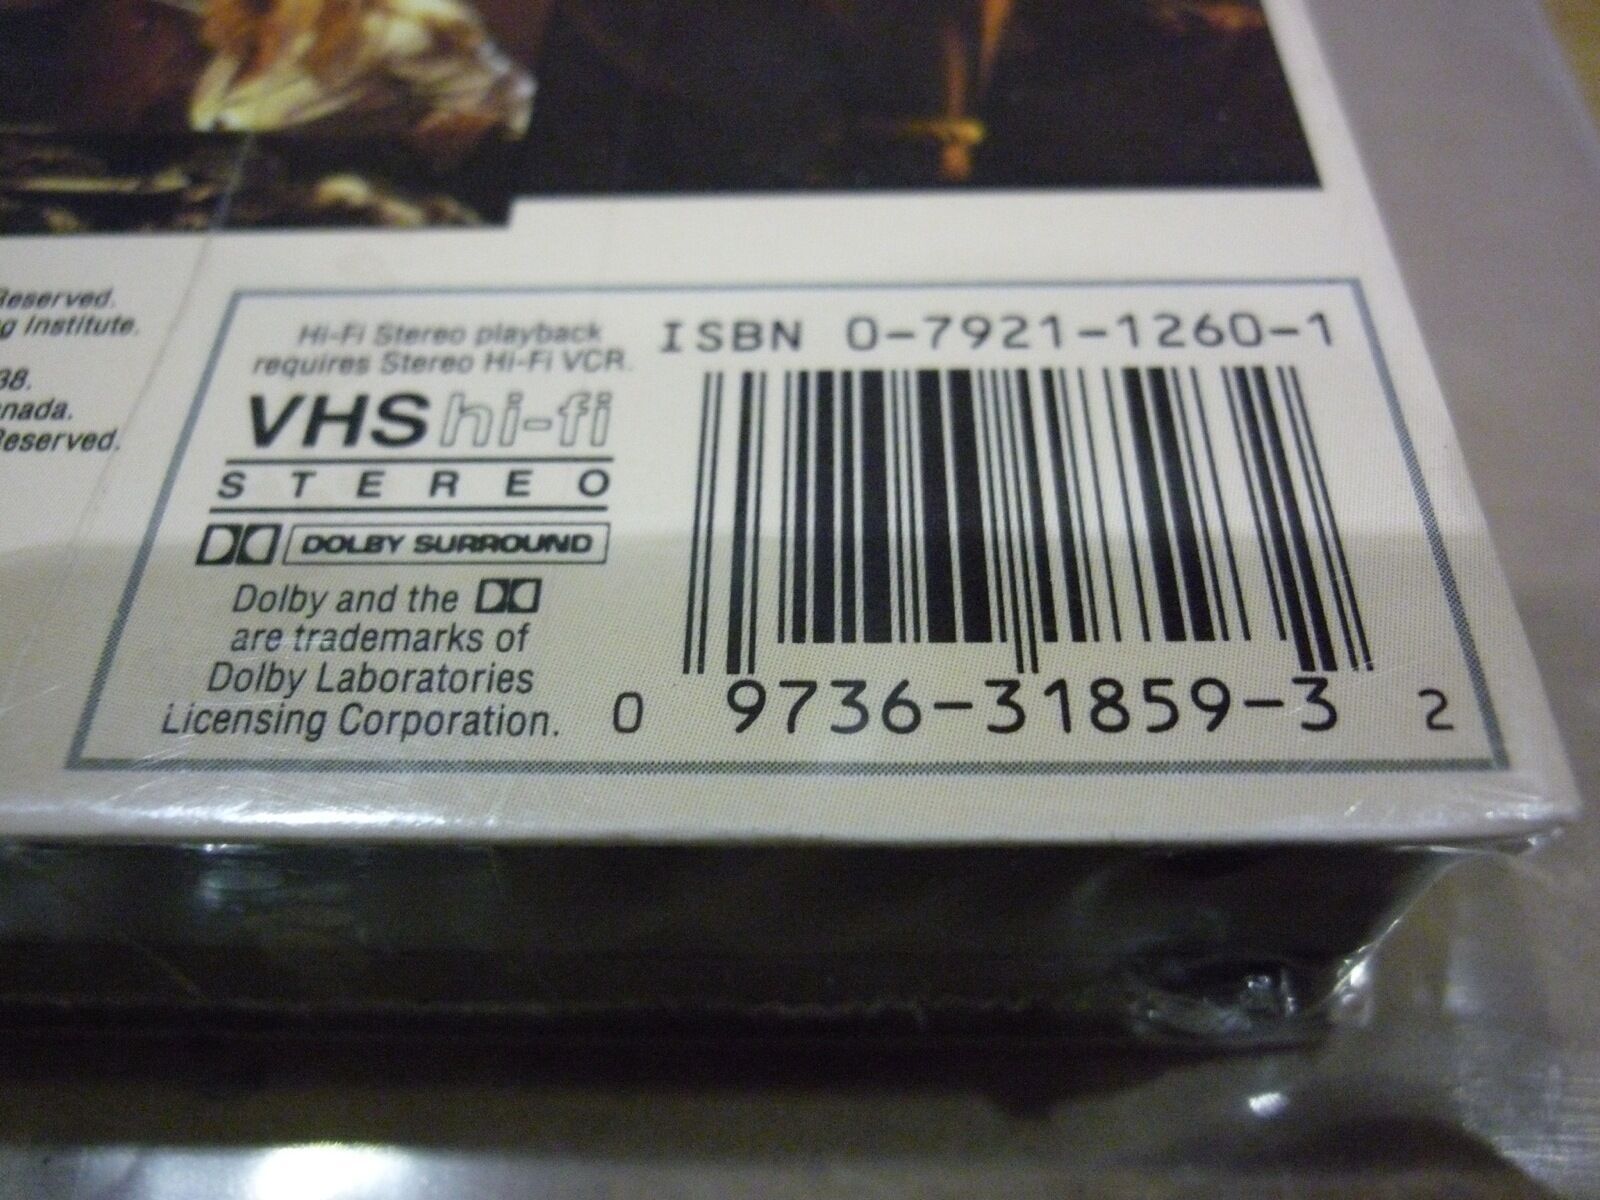 Reserved.
g Institute.
38.
nada.
Reserved.
Hi-Fi Stereo playback
requires Stereo Hi-Fi VCR.
VHS hi-fi
STEREO
DOLBY SURROUND
Dolby and the
are trademarks of
Dolby Laboratories
Licensing Corporation.
ISBN 0-7921-1260-1
0 9736-31859-3 2